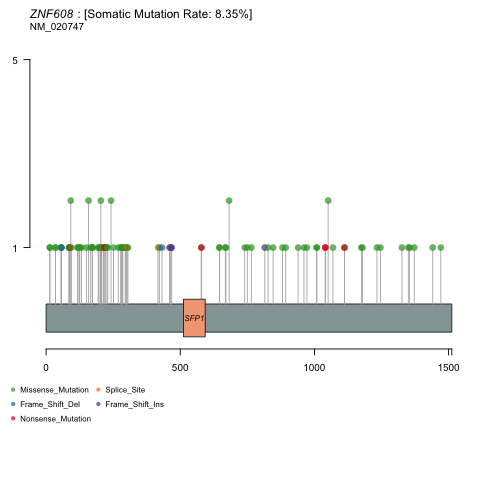 ZNF608 : [Somatic Mutation Rate: 8.35%]
NM_020747
5
1
SFP1
0 500 1000 1500
Missense_Mutation Splice_Site
Frame_Shift_Del Frame_Shift_Ins
Nonsense_Mutation